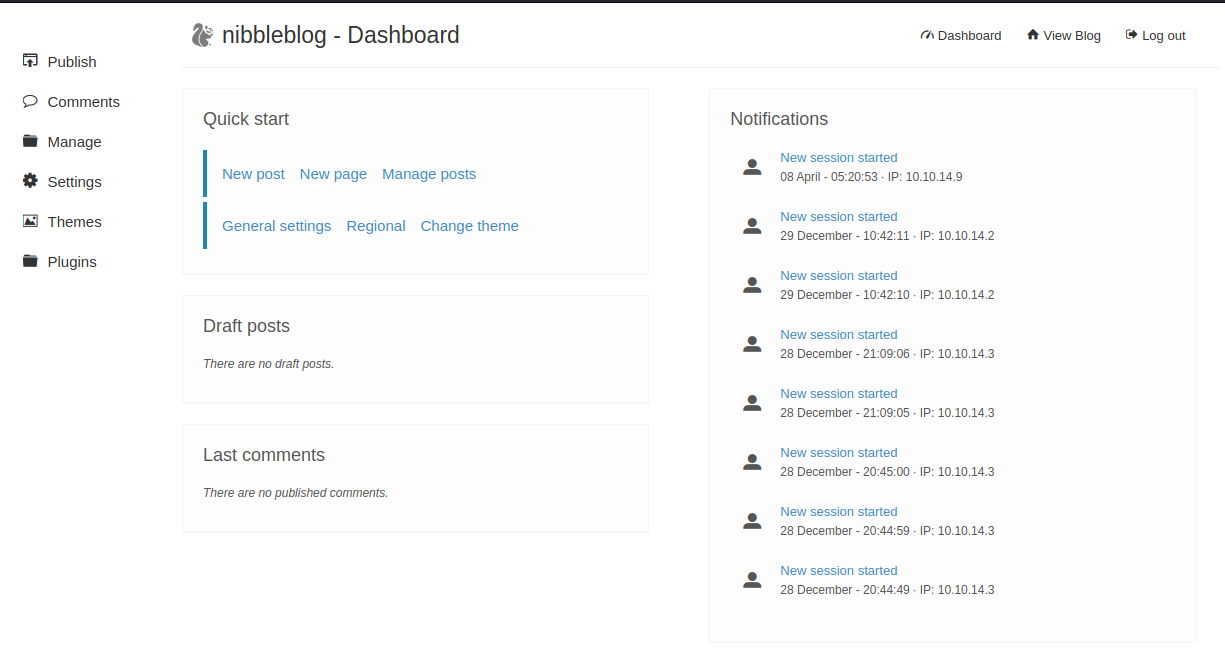 nibbleblog - Dashboard
Dashboard
View Blog
Log out
Publish
Comments
Manage
Settings
Themes
Plugins
Quick start
New post New page Manage posts
General settings Regional Change theme
Draft posts
There are no draft posts.
Last comments
There are no published comments.
Notifications
New session started
08 April - 05:20:53 · IP: 10.10.14.9
New session started
29 December - 10:42:11 · IP: 10.10.14.2
New session started
29 December - 10:42:10 · IP: 10.10.14.2
New session started
28 December - 21:09:06 · IP: 10.10.14.3
New session started
28 December - 21:09:05 · IP: 10.10.14.3
New session started
28 December - 20:45:00 · IP: 10.10.14.3
New session started
28 December - 20:44:59 · IP: 10.10.14.3
New session started
28 December - 20:44:49 · IP: 10.10.14.3